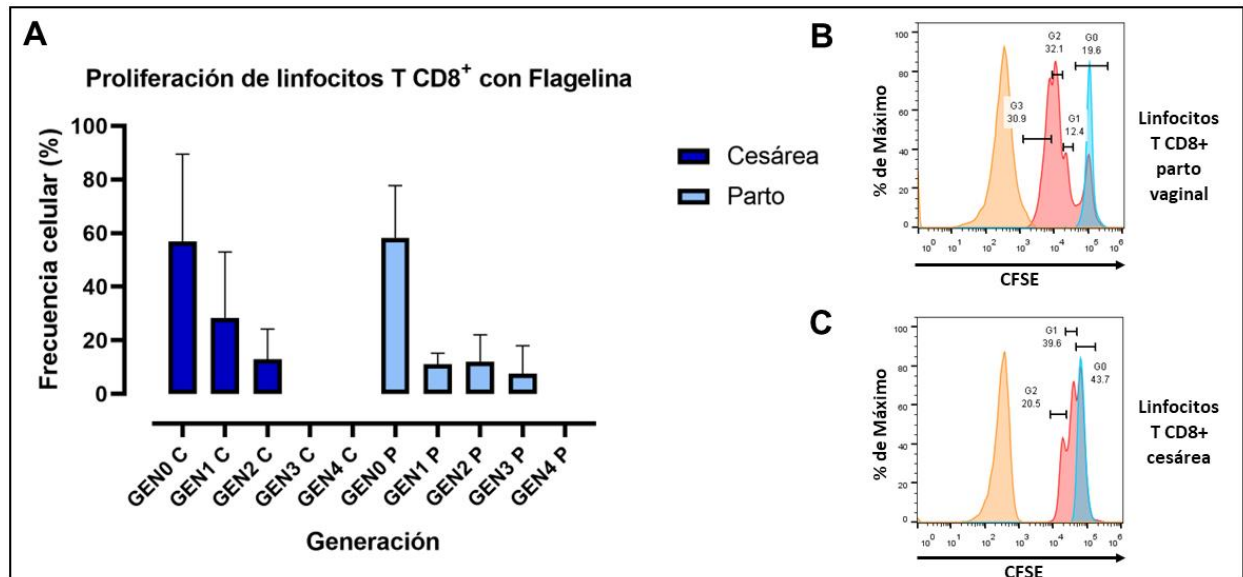 A
Proliferación de linfocitos T CD8+ con Flagelina
Frecuencia celular (%)
100
80
60
40
20
0
GEN0 C
GEN1 C
GEN2 C
GEN3 C
GEN4 C
GEN0 P
GEN1 P
GEN2 P
GEN3 P
GEN4 P
Generación
Cesárea
Parto
B
% de Máximo
100
80
60
40
20
0
G2
32.1
G0
19.6
G3
30.9
G1
12.4
10^0 10^1 10^2 10^3 10^4 10^5 10^6
CFSE
Linfocitos
T CD8+
parto
vaginal
C
% de Máximo
100
80
60
40
20
0
G1
39.6
G0
43.7
G2
20.5
10^0 10^1 10^2 10^3 10^4 10^5 10^6
CFSE
Linfocitos
T CD8+
cesárea